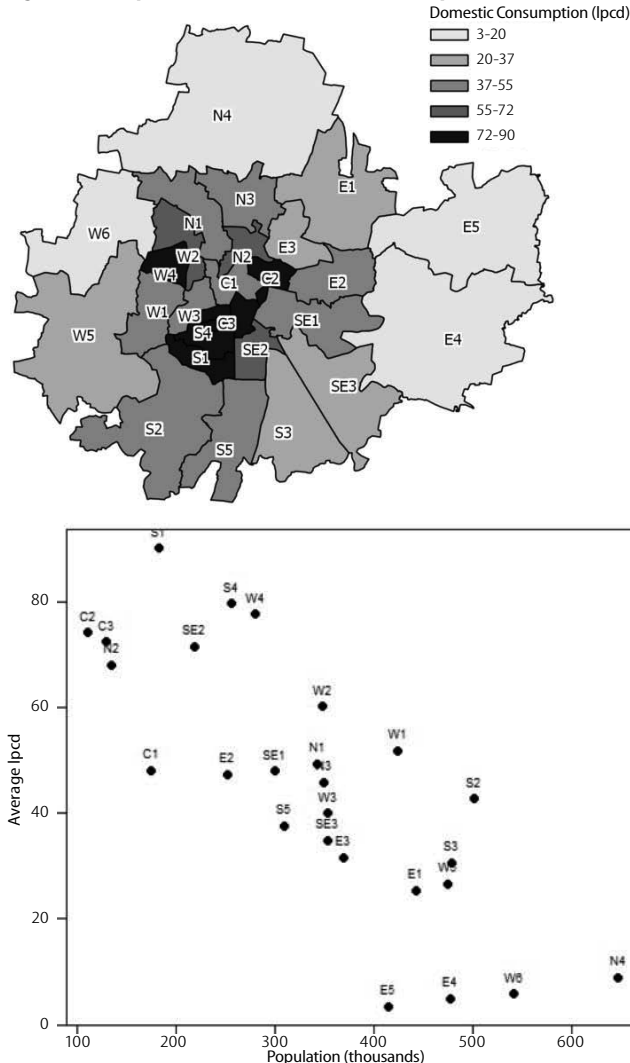 Domestic Consumption (lpcd)
3-20
20-37
37-55
55-72
72-90
N4
E1
N3
E5
N1
W6
E3
W2
N2
W4
C1
C2
E2
W1
W3
C3
SE1
S4
W5
E4
S1
SE2
SE3
S2
S3
S5
S1
80
S4
W4
C2
C3
SE2
N2
W2
60
W1
N1
C1
E2
SE1
N3
S2
Average lpcd
40
W3
S5
SE3
E3
S3
W5
E1
20
N4
E4
W6
E5
0
100
200
300
400
500
600
Population (thousands)